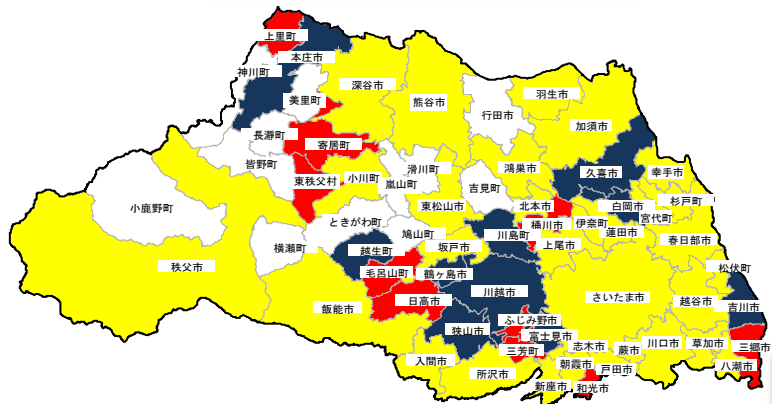 上里町
本庄市
神川町
深谷市
美里町
熊谷市
羽生市
行田市
加須市
長瀞町
寄居町
皆野町
滑川町
鴻巣市
久喜市
幸手市
東秩父村
小川町
嵐山町
吉見町
小鹿野町
東松山市
北本市
白岡市
杉戸町
ときがわ町
桶川市
伊奈町
宮代町
蓮田市
鳩山町
川島町
横瀬町
越生町
坂戸市
上尾市
春日部市
秩父市
毛呂山町
鶴ヶ島市
松伏町
川越市
さいたま市
日高市
越谷市
飯能市
吉川市
ふじみ野市
狭山市
富士見市
三芳町
志木市
蕨市
川口市
草加市
三郷市
入間市
朝霞市
戸田市
八潮市
所沢市
新座市
和光市